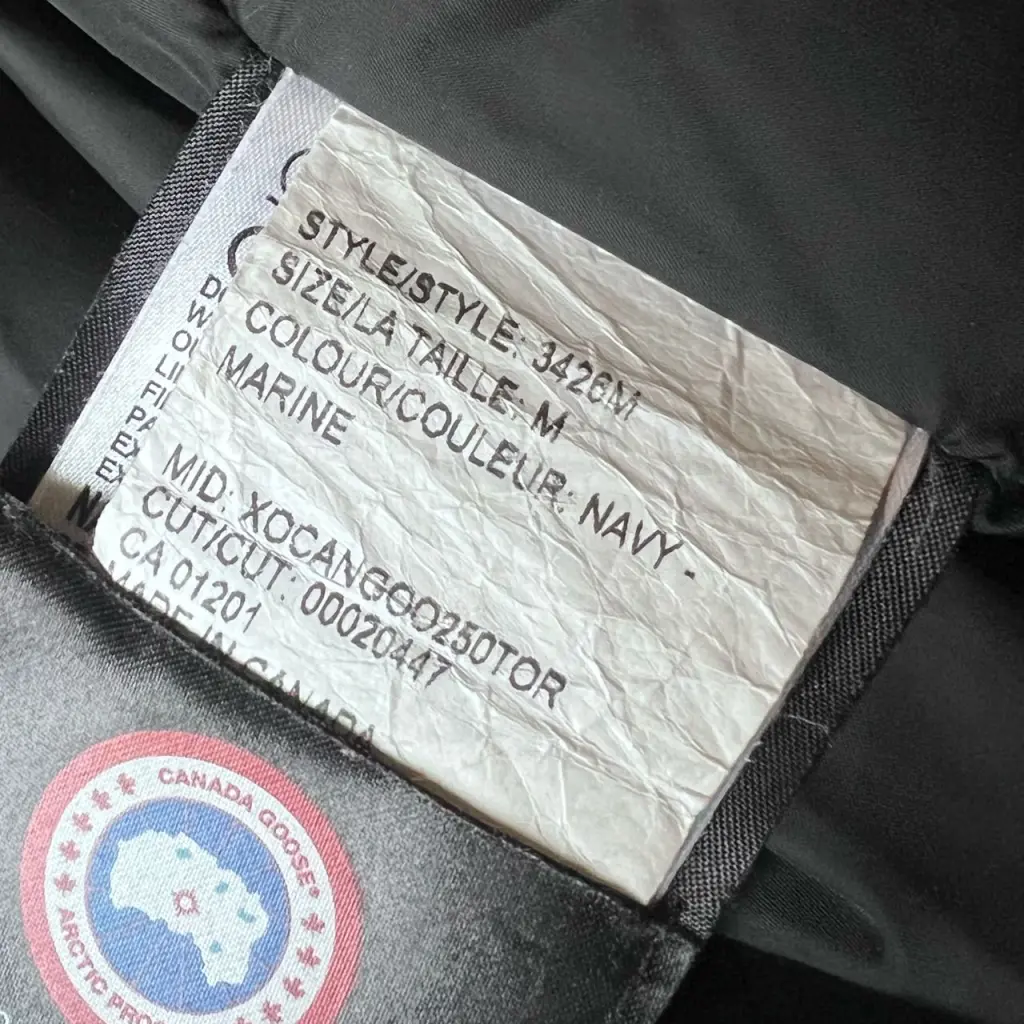 STYLE/STYLE: 3426M
SIZE/LA TAILLE: M
COLOUR/COULEUR: NAVY -
MARINE
MID: XOCANGOO250TOR
CUT/CUT: 00020447
CA 01201
MADE IN CANADA
CANADA GOOSE®
ARCTIC